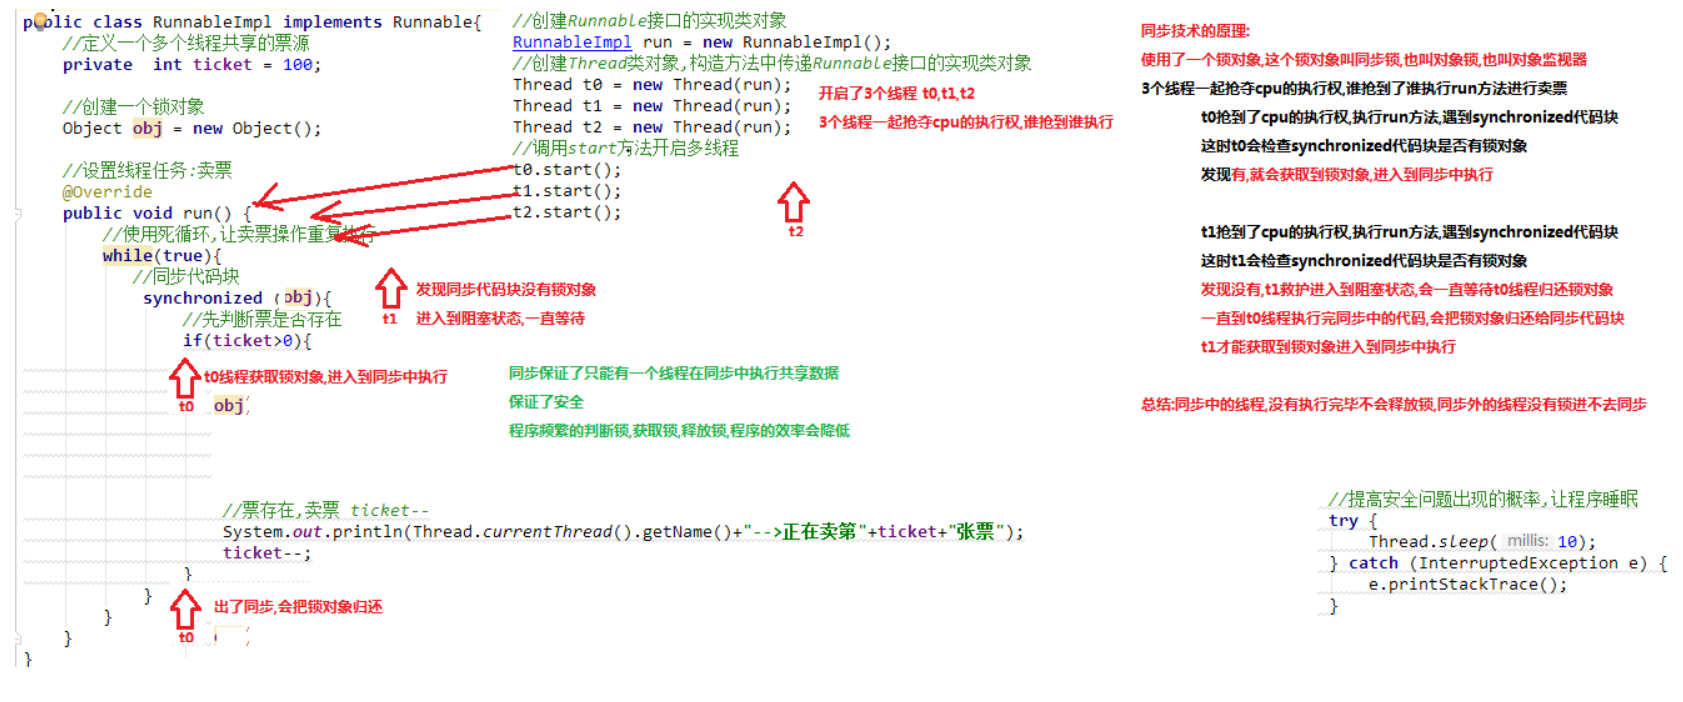 public class RunnableImpl implements Runnable{
//定义一个多个线程共享的票源
private  int ticket = 100;
//创建一个锁对象
Object obj = new Object();
//设置线程任务:卖票
@Override
public void run() {
//使用死循环,让卖票操作重复执行
while(true){
//同步代码块
synchronized (obj){
//先判断票是否存在
if(ticket>0){
t0线程获取锁对象,进入到同步中执行
t0
obj
//票存在,卖票 ticket--
System.out.println(Thread.currentThread().getName()+"-->正在卖第"+ticket+"张票");
ticket--;
}
}
出了同步,会把锁对象归还
}
t0
}
}
//创建Runnable接口的实现类对象
RunnableImpl run = new RunnableImpl();
//创建Thread类对象,构造方法中传递Runnable接口的实现类对象
Thread t0 = new Thread(run);
Thread t1 = new Thread(run);
Thread t2 = new Thread(run);
//调用start方法开启多线程
t0.start();
t1.start();
t2.start();
开启了3个线程 t0,t1,t2
3个线程一起抢夺cpu的执行权,谁抢到谁执行
t2
发现同步代码块没有锁对象
t1
进入到阻塞状态,一直等待
同步保证了只能有一个线程在同步中执行共享数据
保证了安全
程序频繁的判断锁,获取锁,释放锁,程序的效率会降低
同步技术的原理:
使用了一个锁对象,这个锁对象叫同步锁,也叫对象锁,也叫对象监视器
3个线程一起抢夺cpu的执行权,谁抢到了谁执行run方法进行卖票
t0抢到了cpu的执行权,执行run方法,遇到synchronized代码块
这时t0会检查synchronized代码块是否有锁对象
发现有,就会获取到锁对象,进入到同步中执行
t1抢到了cpu的执行权,执行run方法,遇到synchronized代码块
这时t1会检查synchronized代码块是否有锁对象
发现没有,t1救护进入到阻塞状态,会一直等待t0线程归还锁对象
一直到t0线程执行完同步中的代码,会把锁对象归还给同步代码块
t1才能获取到锁对象进入到同步中执行
总结:同步中的线程,没有执行完毕不会释放锁,同步外的线程没有锁进不去同步
//提高安全问题出现的概率,让程序睡眠
try {
Thread.sleep( millis: 10);
} catch (InterruptedException e) {
e.printStackTrace();
}